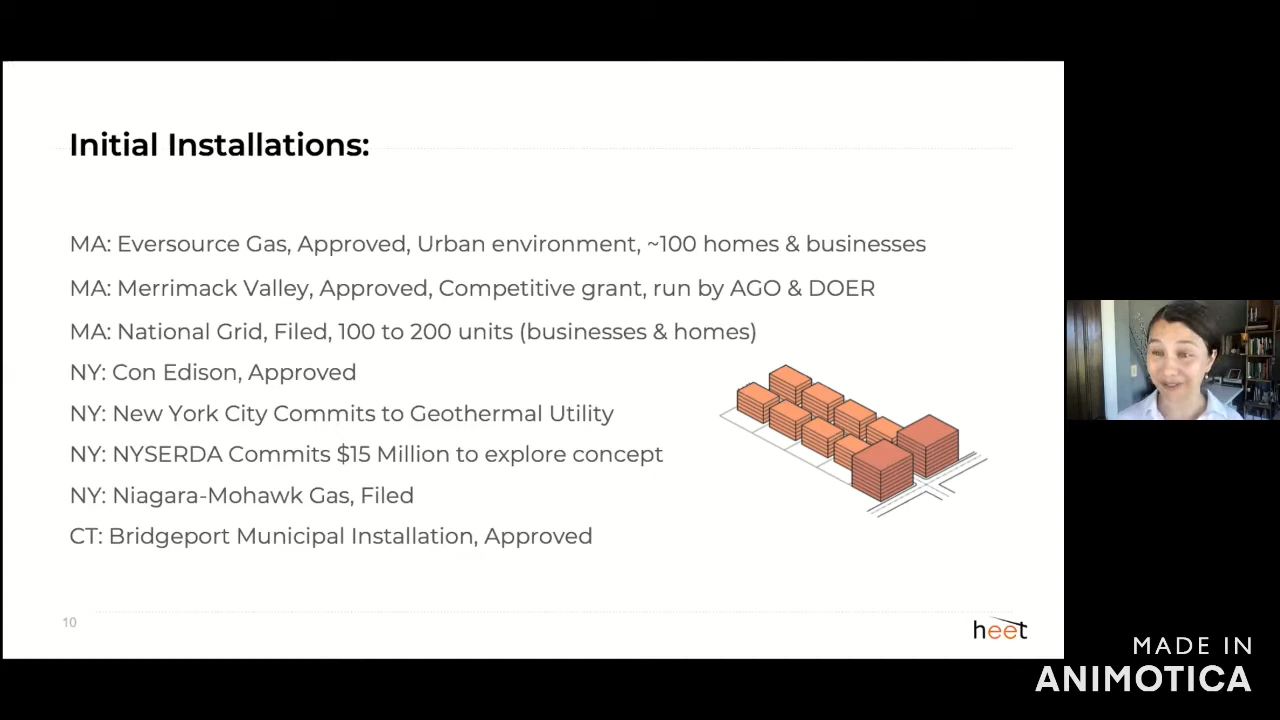 Initial Installations:
MA: Eversource Gas, Approved, Urban environment, ~100 homes & businesses
MA: Merrimack Valley, Approved, Competitive grant, run by AGO & DOER
MA: National Grid, Filed, 100 to 200 units (businesses & homes)
NY: Con Edison, Approved
NY: New York City Commits to Geothermal Utility
NY: NYSERDA Commits $15 Million to explore concept
NY: Niagara-Mohawk Gas, Filed
CT: Bridgeport Municipal Installation, Approved
10
heet
MADE IN
ANIMOTICA